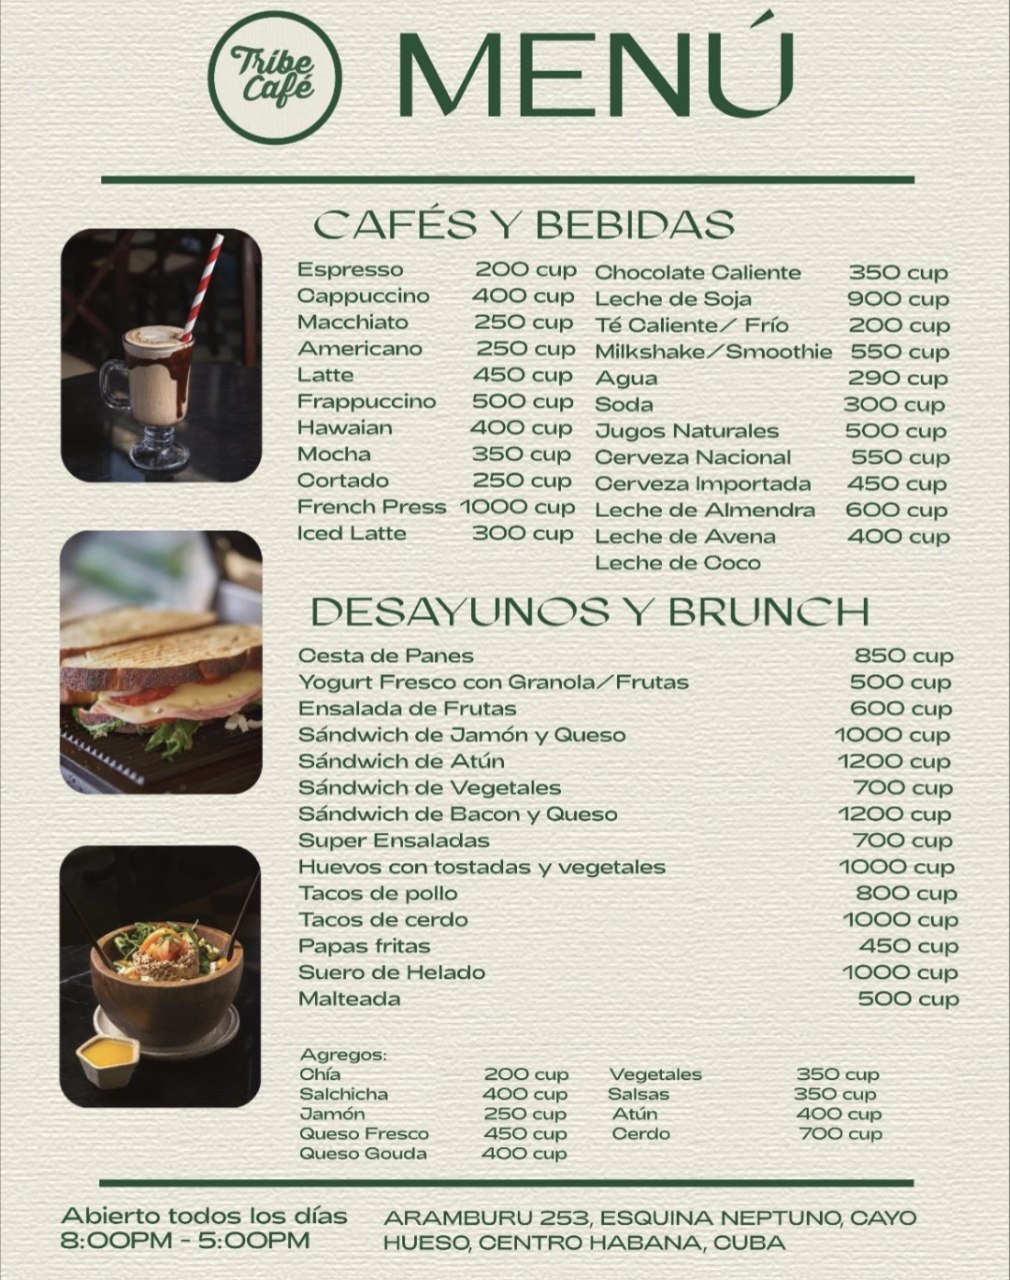 Tribe
Café
MENÚ
CAFÉS Y BEBIDAS
Espresso 200 cup
Cappuccino 400 cup
Macchiato 250 cup
Americano 250 cup
Latte 450 cup
Frappuccino 500 cup
Hawaian 400 cup
Mocha 350 cup
Cortado 250 cup
French Press 1000 cup
Iced Latte 300 cup
Chocolate Caliente 350 cup
Leche de Soja 900 cup
Té Caliente/ Frío 200 cup
Milkshake/Smoothie 550 cup
Agua 290 cup
Soda 300 cup
Jugos Naturales 500 cup
Cerveza Nacional 550 cup
Cerveza Importada 450 cup
Leche de Almendra 600 cup
Leche de Avena 400 cup
Leche de Coco
DESAYUNOS Y BRUNCH
Cesta de Panes 850 cup
Yogurt Fresco con Granola/Frutas 500 cup
Ensalada de Frutas 600 cup
Sándwich de Jamón y Queso 1000 cup
Sándwich de Atún 1200 cup
Sándwich de Vegetales 700 cup
Sándwich de Bacon y Queso 1200 cup
Super Ensaladas 700 cup
Huevos con tostadas y vegetales 1000 cup
Tacos de pollo 800 cup
Tacos de cerdo 1000 cup
Papas fritas 450 cup
Suero de Helado 1000 cup
Malteada 500 cup
Agregos:
Chía 200 cup
Salchicha 400 cup
Jamón 250 cup
Queso Fresco 450 cup
Queso Gouda 400 cup
Vegetales 350 cup
Salsas 350 cup
Atún 400 cup
Cerdo 700 cup
Abierto todos los días
8:00PM - 5:00PM
ARAMBURU 253, ESQUINA NEPTUNO, CAYO
HUESO, CENTRO HABANA, CUBA